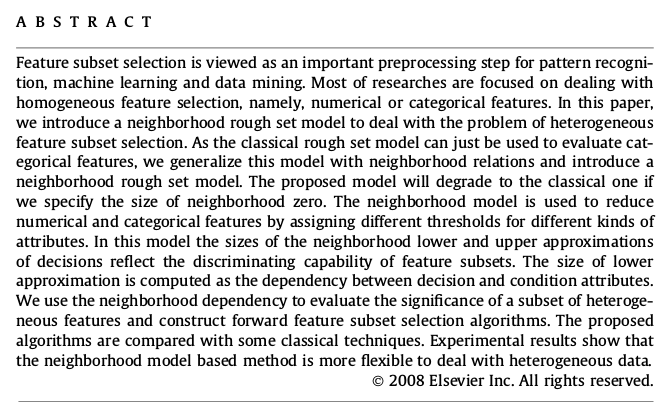 A B S T R A C T
Feature subset selection is viewed as an important preprocessing step for pattern recogni-
tion, machine learning and data mining. Most of researches are focused on dealing with
homogeneous feature selection, namely, numerical or categorical features. In this paper,
we introduce a neighborhood rough set model to deal with the problem of heterogeneous
feature subset selection. As the classical rough set model can just be used to evaluate cat-
egorical features, we generalize this model with neighborhood relations and introduce a
neighborhood rough set model. The proposed model will degrade to the classical one if
we specify the size of neighborhood zero. The neighborhood model is used to reduce
numerical and categorical features by assigning different thresholds for different kinds of
attributes. In this model the sizes of the neighborhood lower and upper approximations
of decisions reflect the discriminating capability of feature subsets. The size of lower
approximation is computed as the dependency between decision and condition attributes.
We use the neighborhood dependency to evaluate the significance of a subset of heteroge-
neous features and construct forward feature subset selection algorithms. The proposed
algorithms are compared with some classical techniques. Experimental results show that
the neighborhood model based method is more flexible to deal with heterogeneous data.
© 2008 Elsevier Inc. All rights reserved.